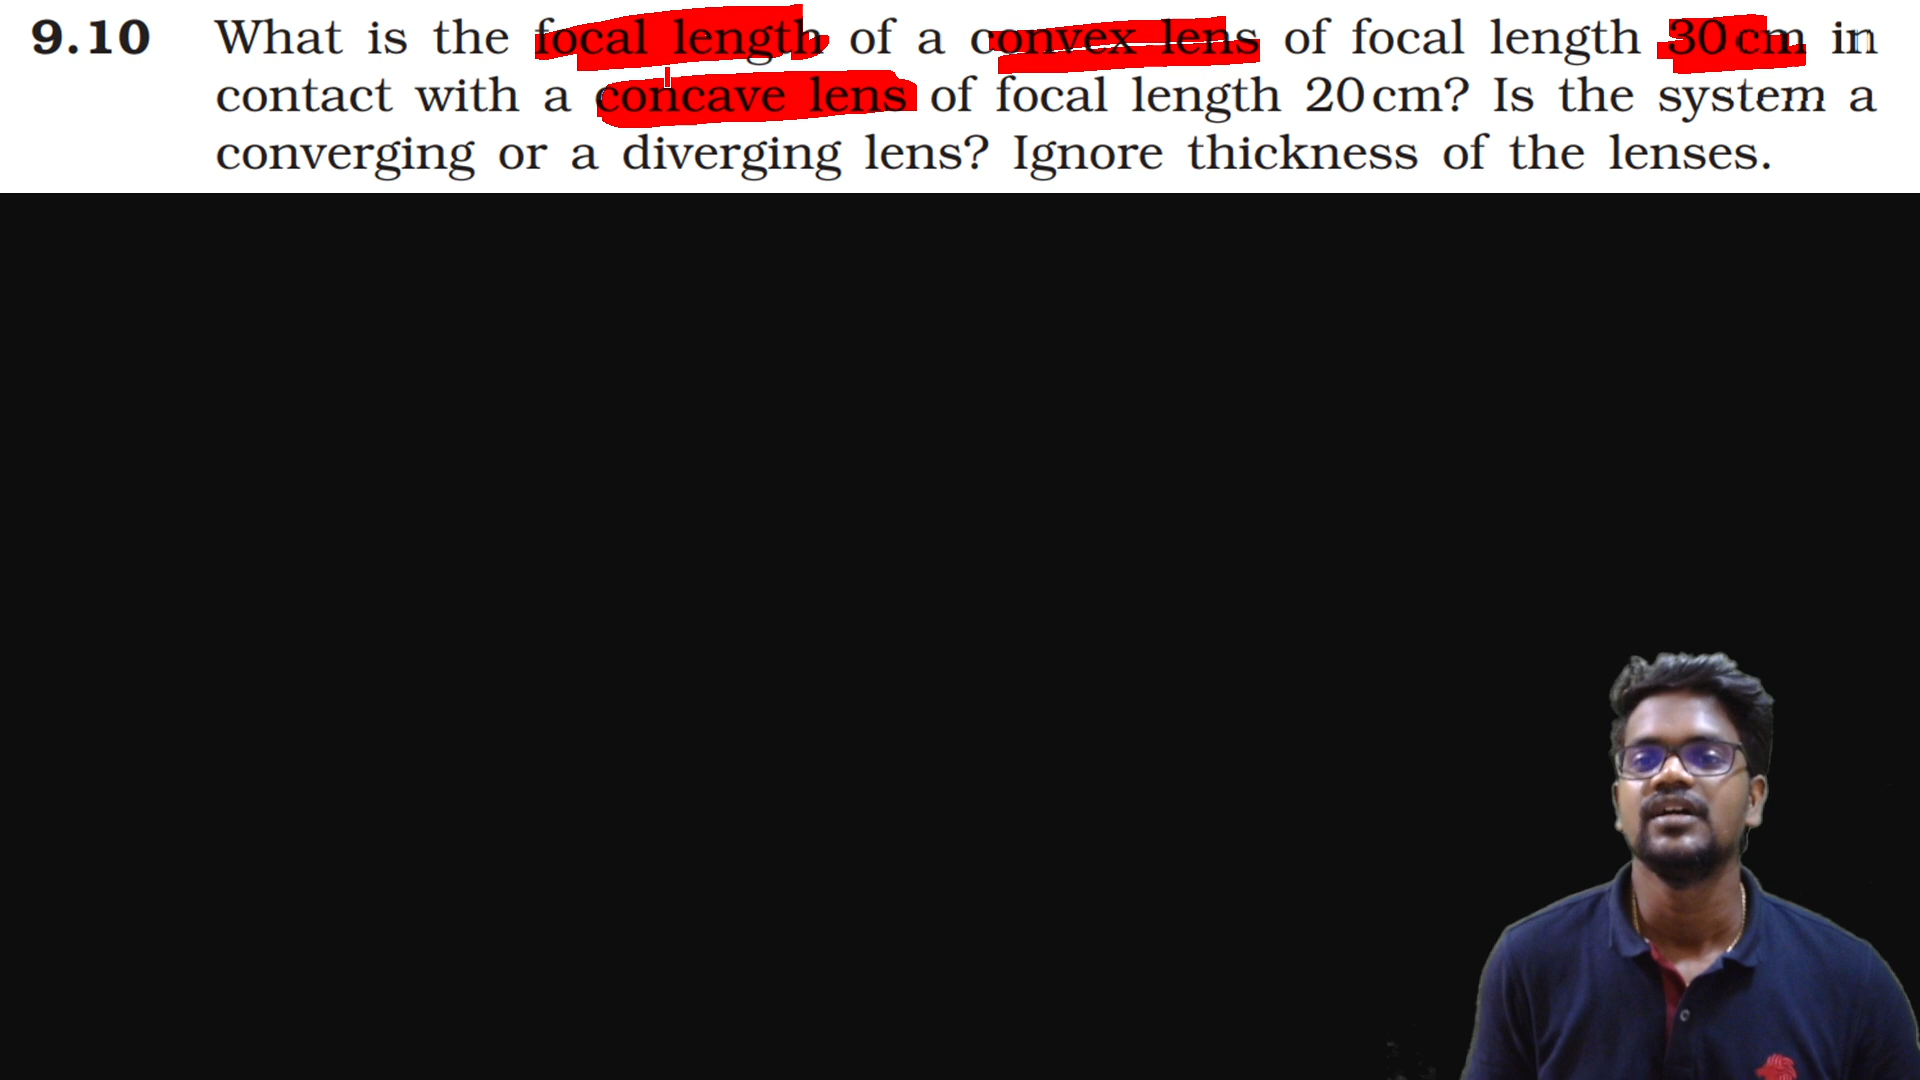 9.10 What is the focal length of a convex lens of focal length 30 cm in
contact with a concave lens of focal length 20 cm? Is the system a
converging or a diverging lens? Ignore thickness of the lenses.